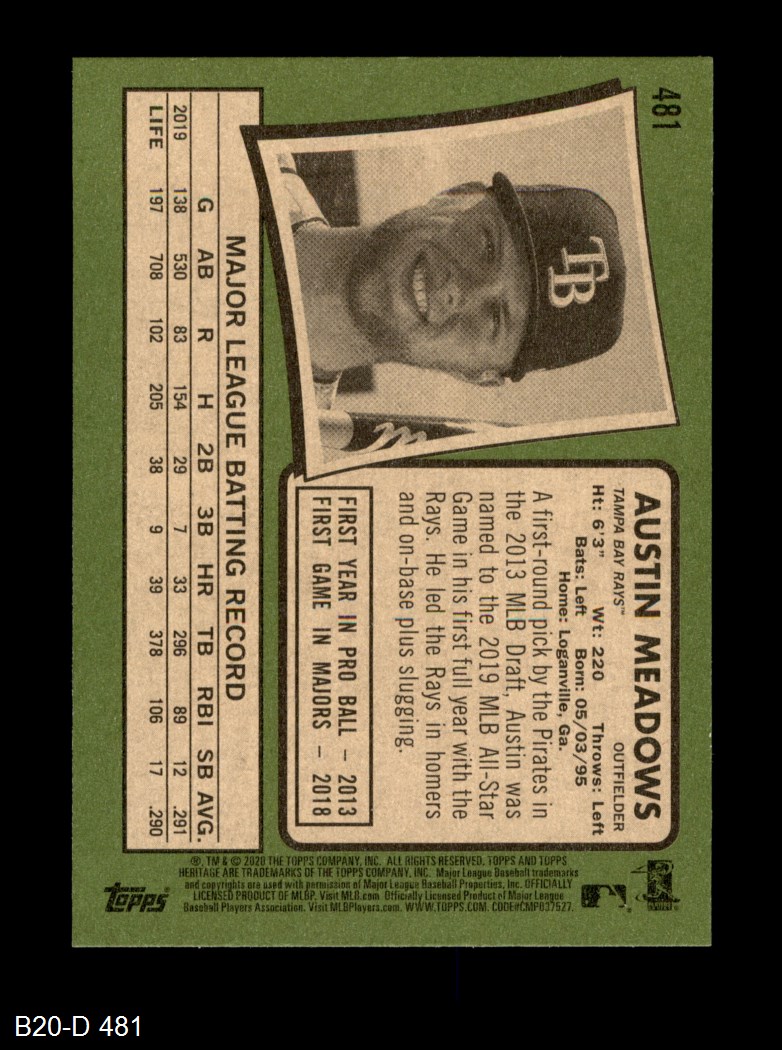 481
TB
AUSTIN MEADOWS
TAMPA BAY RAYS™ OUTFIELDER
Ht: 6'3" Wt: 220 Throws: Left
Bats: Left Born: 05/03/95
Home: Loganville, Ga.
A first-round pick by the Pirates in
the 2013 MLB Draft, Austin was
named to the 2019 MLB All-Star
Game in his first full year with the
Rays. He led the Rays in homers
and on-base plus slugging.
FIRST YEAR IN PRO BALL – 2013
FIRST GAME IN MAJORS – 2018
MAJOR LEAGUE BATTING RECORD
G AB R H 2B 3B HR TB RBI SB AVG.
2019 138 530 83 154 29 7 33 296 89 12 .291
LIFE 197 708 102 205 38 9 39 378 106 17 .290
®, TM & © 2020 THE TOPPS COMPANY, INC. ALL RIGHTS RESERVED. TOPPS AND TOPPS
HERITAGE ARE TRADEMARKS OF THE TOPPS COMPANY, INC. Major League Baseball trademarks
and copyrights are used with permission of Major League Baseball Properties, Inc. OFFICIALLY
LICENSED PRODUCT OF MLBP. Visit MLB.com Officially Licensed Product of Major League
Baseball Players Association. Visit MLBPlayers.com. WWW.TOPPS.COM. CODE#CMP037527.
Topps
B20-D 481